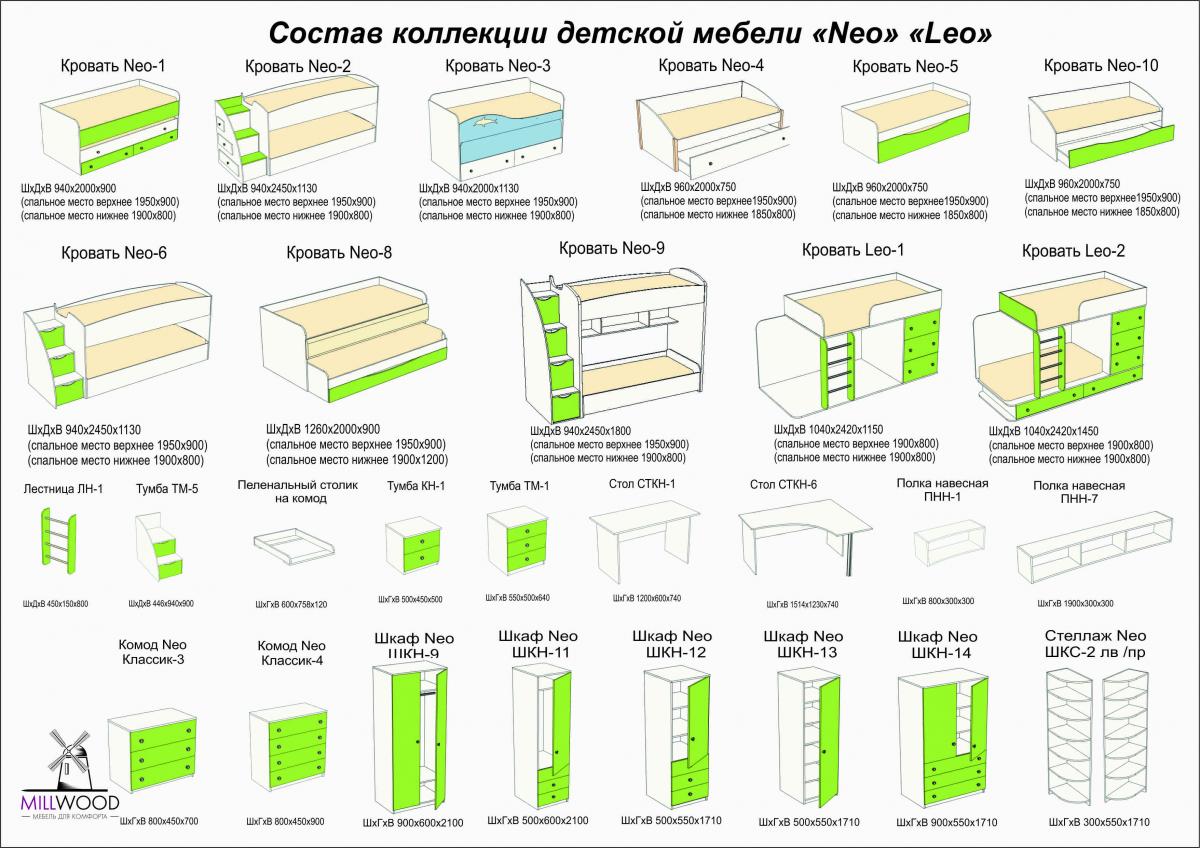 Состав коллекции детской мебели «Neo» «Leo»
Кровать Neo-1
ШхДхВ 940х2000х900
(спальное место верхнее 1950х900)
(спальное место нижнее 1900х800)
Кровать Neo-2
ШхДхВ 940х2450х1130
(спальное место верхнее 1950х900)
(спальное место нижнее 1900х800)
Кровать Neo-3
ШхДхВ 940х2000х1130
(спальное место верхнее 1950х900)
(спальное место нижнее 1900х800)
Кровать Neo-4
ШхДхВ 960х2000х750
(спальное место верхнее1950х900)
(спальное место нижнее 1850х800)
Кровать Neo-5
ШхДхВ 960х2000х750
(спальное место верхнее1950х900)
(спальное место нижнее 1850х800)
Кровать Neo-10
ШхДхВ 960х2000х750
(спальное место верхнее1950х900)
(спальное место нижнее 1850х800)
Кровать Neo-6
ШхДхВ 940х2450х1130
(спальное место верхнее 1950х900)
(спальное место нижнее 1900х800)
Кровать Neo-8
ШхДхВ 1260х2000х900
(спальное место верхнее 1950х900)
(спальное место нижнее 1900х1200)
Кровать Neo-9
ШхДхВ 940х2450х1800
(спальное место верхнее 1950х900)
(спальное место нижнее 1900х800)
Кровать Leo-1
ШхДхВ 1040х2420х1150
(спальное место верхнее 1900х800)
(спальное место нижнее 1900х800)
Кровать Leo-2
ШхДхВ 1040х2420х1450
(спальное место верхнее 1900х800)
(спальное место нижнее 1900х800)
Лестница ЛН-1
ШхДхВ 450х150х800
Тумба ТМ-5
ШхДхВ 446х940х900
Пеленальный столик
на комод
ШхГхВ 600х758х120
Тумба КН-1
ШхГхВ 500х450х500
Тумба ТМ-1
ШхГхВ 550х500х640
Стол СТКН-1
ШхГхВ 1200х600х740
Стол СТКН-6
ШхГхВ 1514х1230х740
Полка навесная
ПНН-1
ШхГхВ 800х300х300
Полка навесная
ПНН-7
ШхГхВ 1900х300х300
Комод Neo
Классик-3
ШхГхВ 800х450х700
Комод Neo
Классик-4
ШхГхВ 800х450х900
Шкаф Neo
ШКН-9
ШхГхВ 900х600х2100
Шкаф Neo
ШКН-11
ШхГхВ 500х600х2100
Шкаф Neo
ШКН-12
ШхГхВ 500х550х1710
Шкаф Neo
ШКН-13
ШхГхВ 500х550х1710
Шкаф Neo
ШКН-14
ШхГхВ 900х550х1710
Стеллаж Neo
ШКС-2 лв /пр
ШхГхВ 300х550х1710
MILLWOOD
МЕБЕЛЬ ДЛЯ КОМФОРТА